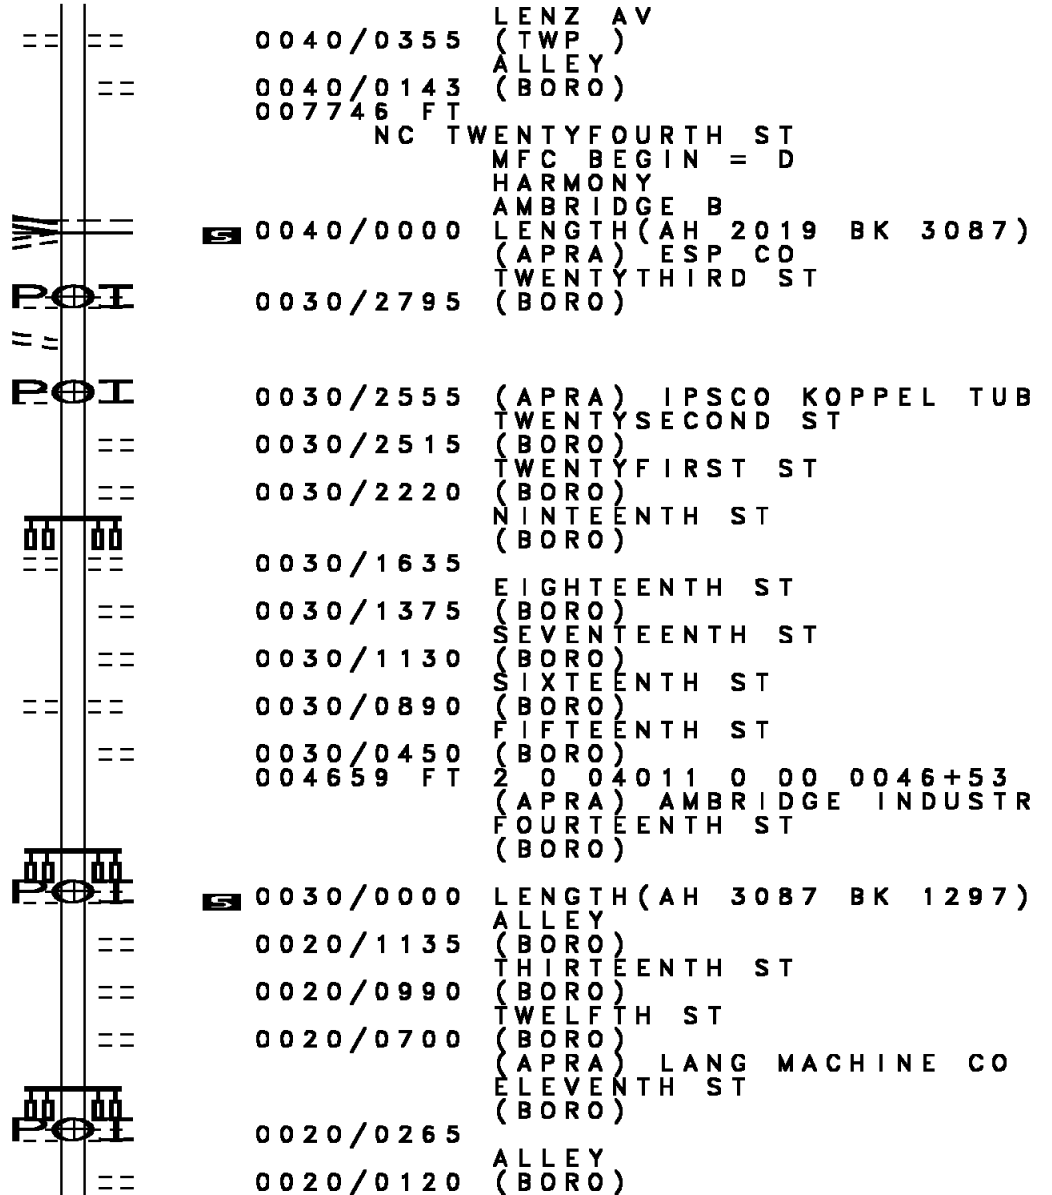 LENZ AV
0040/0355 (TWP )
ALLEY
0040/0143 (BORO)
007746 FT
NC TWENTYFOURTH ST
MFC BEGIN = D
HARMONY
AMBRIDGE B
S 0040/0000 LENGTH(AH 2019 BK 3087)
(APRA) ESP CO
TWENTYTHIRD ST
POI 0030/2795 (BORO)
POI 0030/2555 (APRA) IPSCO KOPPEL TUB
TWENTYSECOND ST
0030/2515 (BORO)
TWENTYFIRST ST
0030/2220 (BORO)
NINTEENTH ST
(BORO)
0030/1635
EIGHTEENTH ST
0030/1375 (BORO)
SEVENTEENTH ST
0030/1130 (BORO)
SIXTEENTH ST
0030/0890 (BORO)
FIFTEENTH ST
0030/0450 (BORO)
004659 FT 2 0 04011 0 00 0046+53
(APRA) AMBRIDGE INDUSTR
FOURTEENTH ST
(BORO)
POI S 0030/0000 LENGTH(AH 3087 BK 1297)
ALLEY
0020/1135 (BORO)
THIRTEENTH ST
0020/0990 (BORO)
TWELFTH ST
0020/0700 (BORO)
(APRA) LANG MACHINE CO
ELEVENTH ST
(BORO)
POI 0020/0265
ALLEY
0020/0120 (BORO)